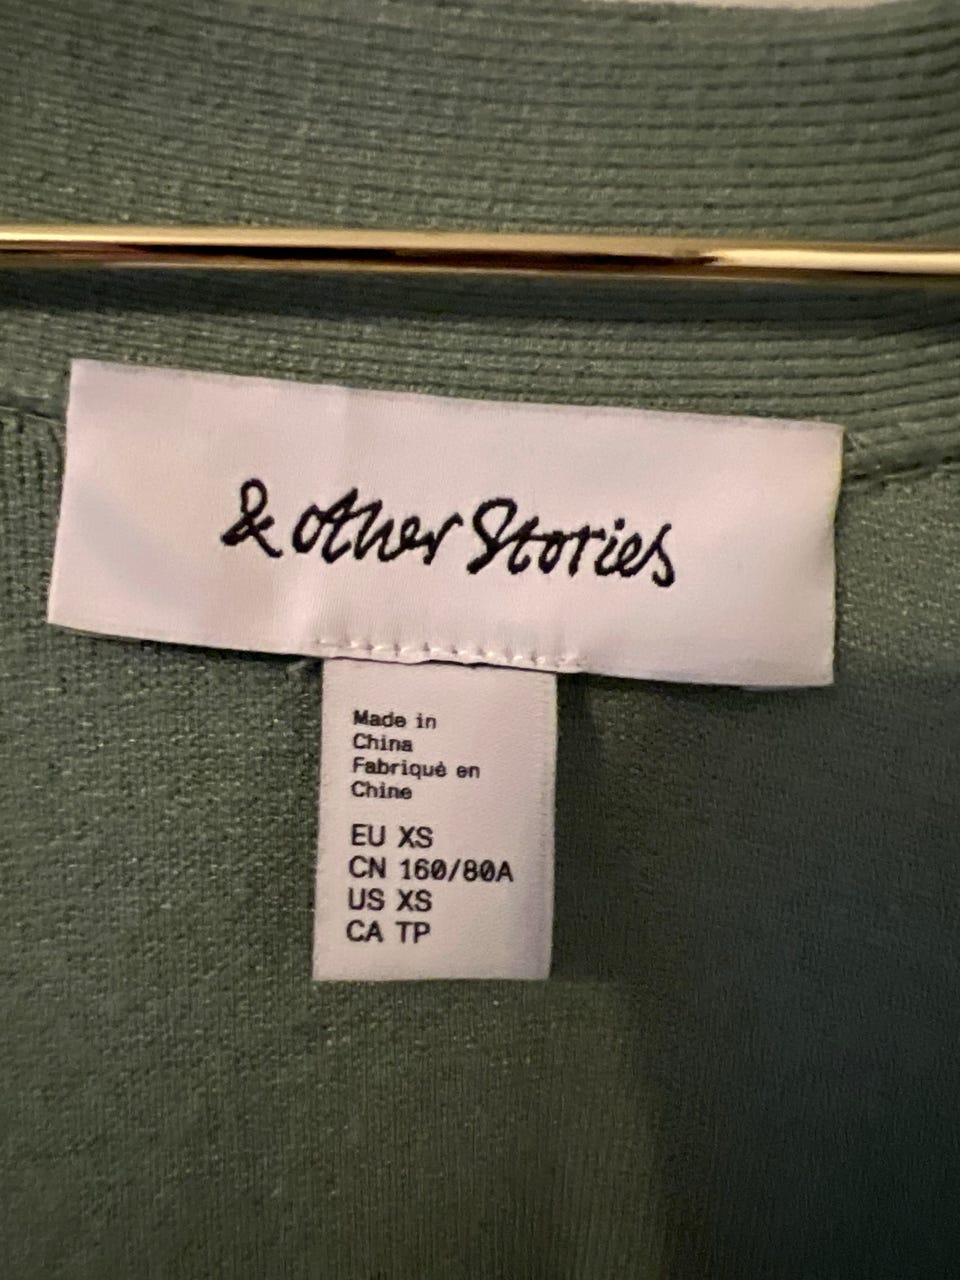 & other Stories
Made in
China
Fabriqué en
Chine
EU XS
CN 160/80A
US XS
CA TP